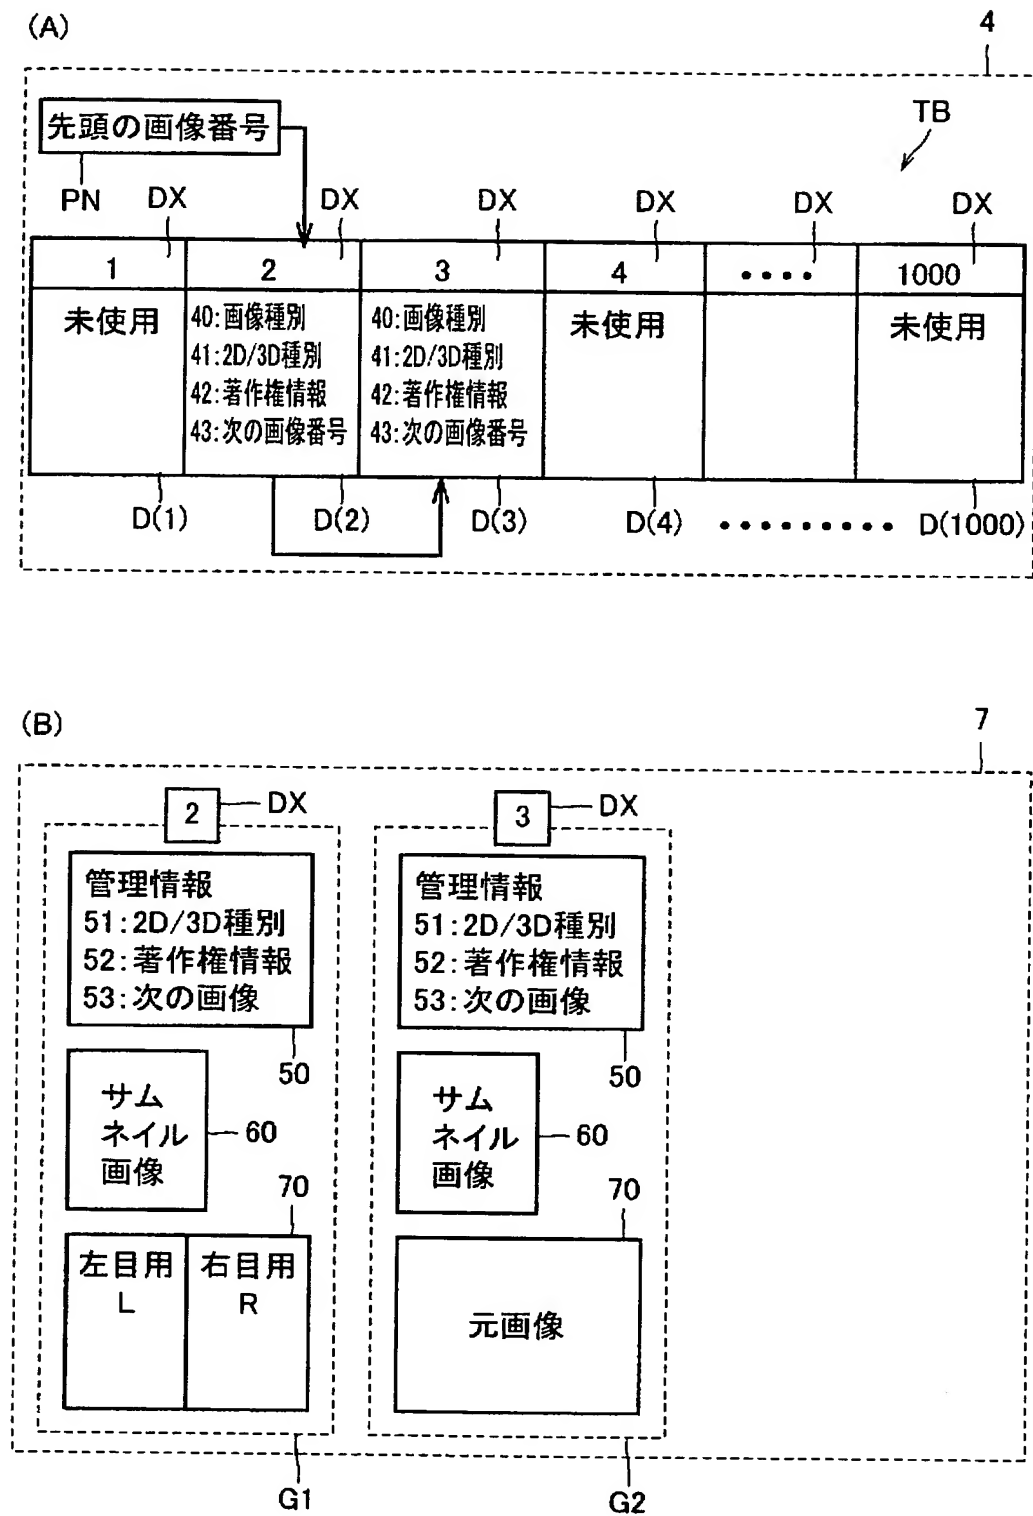 (A)
4
先頭の画像番号
TB
PN DX DX DX DX DX DX
1 2 3 4 •••• 1000
未使用 40:画像種別 40:画像種別 未使用 未使用
41:2D/3D種別 41:2D/3D種別
42:著作権情報 42:著作権情報
43:次の画像番号 43:次の画像番号
D(1) D(2) D(3) D(4) ••••••••• D(1000)
(B)
7
2 DX 3 DX
管理情報
51:2D/3D種別
52:著作権情報
53:次の画像
50
サム
ネイル
画像
60
70
左目用
L
右目用
R
G1
管理情報
51:2D/3D種別
52:著作権情報
53:次の画像
50
サム
ネイル
画像
60
70
元画像
G2